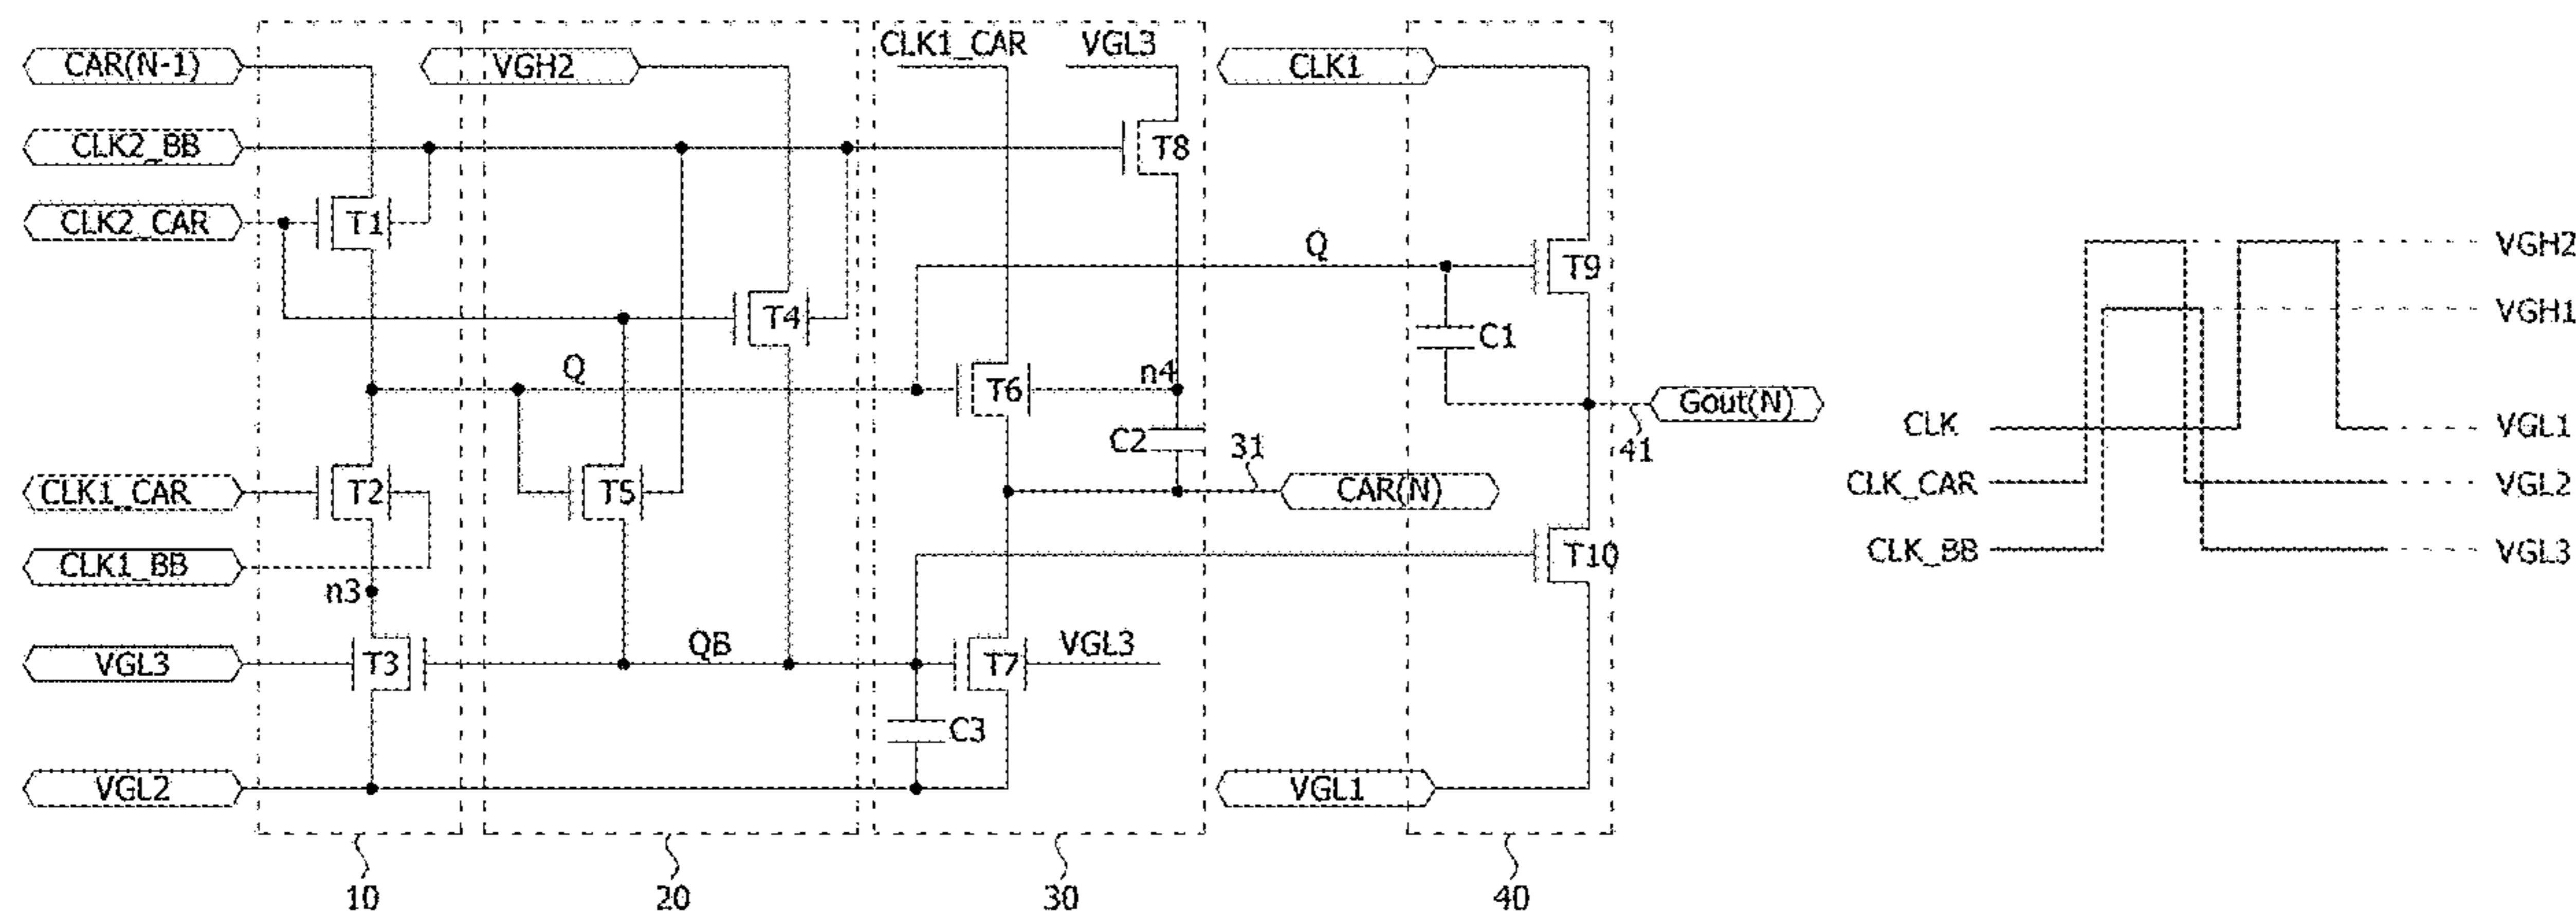 CAR(N-1)
VGH2
CLK1_CAR
VGL3
CLK1
CLK2_BB
T8
CLK2_CAR
T1
Q
T9
VGH2
T4
VGH1
C1
Q
T6
n4
Gout(N)
41
CLK
VGL1
C2
31
CLK1_CAR
T2
T5
CAR(N)
CLK_CAR
VGL2
CLK1_BB
T10
CLK_BB
VGL3
n3
QB
VGL3
VGL3
T3
T7
C3
VGL2
VGL1
10
20
30
40